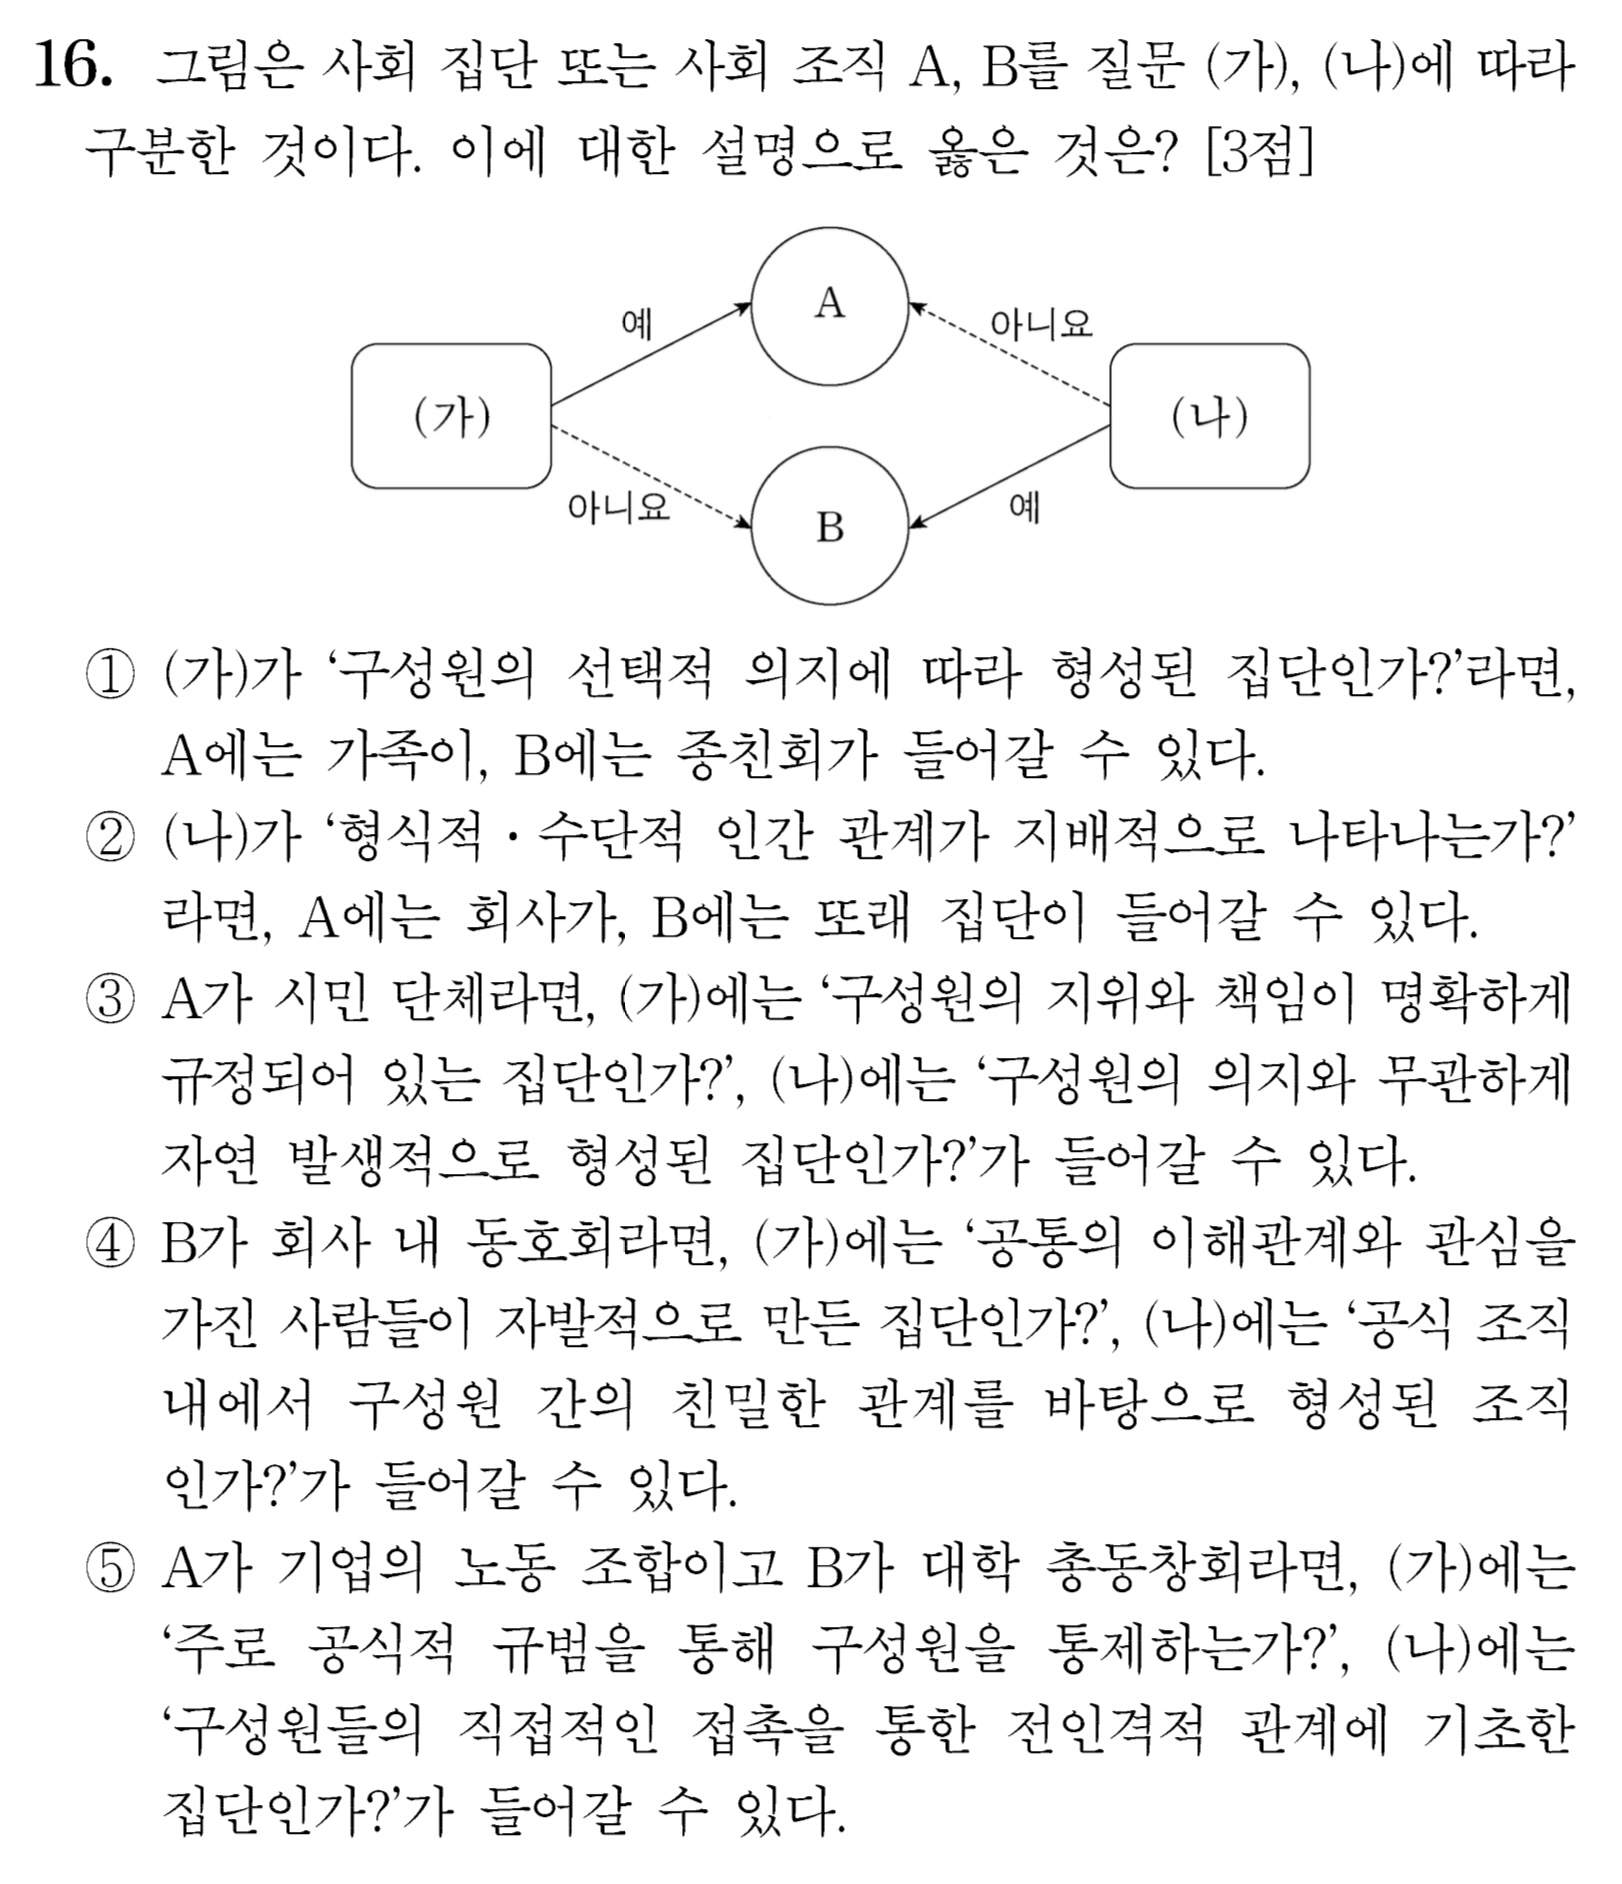 16. 그림은 사회 집단 또는 사회 조직 A, B를 질문 (가), (나)에 따라
구분한 것이다. 이에 대한 설명으로 옳은 것은? [3점]
A
예
아니요
(가)
(나)
아니요
예
B
① (가)가 ‘구성원의 선택적 의지에 따라 형성된 집단인가?’라면,
A에는 가족이, B에는 종친회가 들어갈 수 있다.
② (나)가 ‘형식적·수단적 인간 관계가 지배적으로 나타나는가?’
라면, A에는 회사가, B에는 또래 집단이 들어갈 수 있다.
③ A가 시민 단체라면, (가)에는 ‘구성원의 지위와 책임이 명확하게
규정되어 있는 집단인가?’, (나)에는 ‘구성원의 의지와 무관하게
자연 발생적으로 형성된 집단인가?’가 들어갈 수 있다.
④ B가 회사 내 동호회라면, (가)에는 ‘공통의 이해관계와 관심을
가진 사람들이 자발적으로 만든 집단인가?’, (나)에는 ‘공식 조직
내에서 구성원 간의 친밀한 관계를 바탕으로 형성된 조직
인가?’가 들어갈 수 있다.
⑤ A가 기업의 노동 조합이고 B가 대학 총동창회라면, (가)에는
‘주로 공식적 규범을 통해 구성원을 통제하는가?’, (나)에는
‘구성원들의 직접적인 접촉을 통한 전인격적 관계에 기초한
집단인가?’가 들어갈 수 있다.